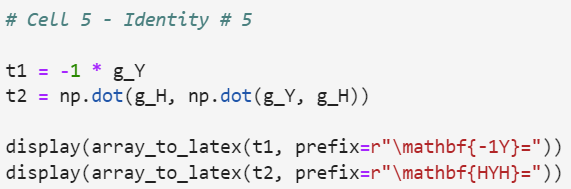 # Cell 5 - Identity # 5
t1 = -1 * g_Y
t2 = np.dot(g_H, np.dot(g_Y, g_H))
display(array_to_latex(t1, prefix=r"\mathbf{-1Y}="))
display(array_to_latex(t2, prefix=r"\mathbf{HYH}="))